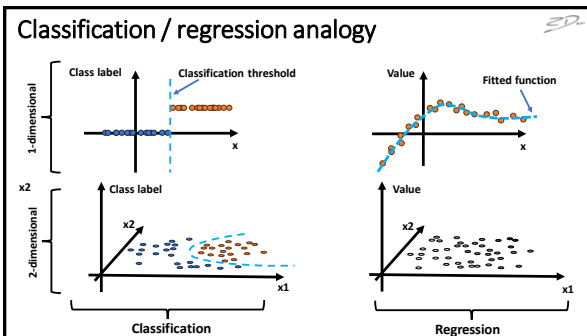 Classification / regression analogy
ZD
1-dimensional
Class label
Classification threshold
x
Value
Fitted function
x
x2
2-dimensional
Class label
x2
x1
Value
x2
x1
Classification
Regression